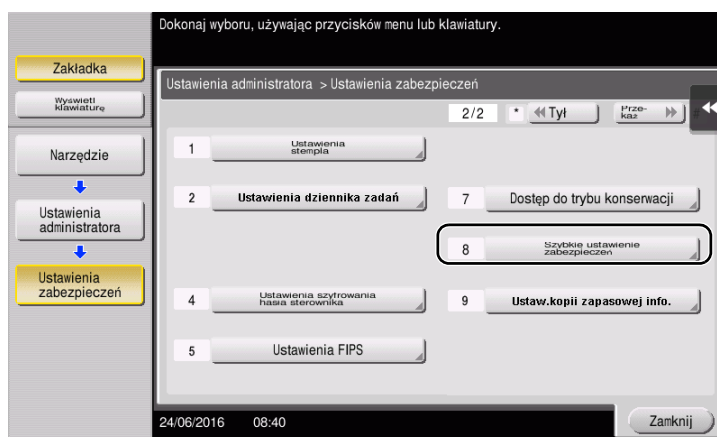 Dokonaj wyboru, używając przycisków menu lub klawiatury.
Zakładka
Wyświetl
klawiaturę
Narzędzie
Ustawienia
administratora
Ustawienia
zabezpieczeń
Ustawienia administratora > Ustawienia zabezpieczeń
2/2 * Tył Prze-
każ
1 Ustawienia
stempla
2 Ustawienia dziennika zadań
7 Dostęp do trybu konserwacji
8 Szybkie ustawienie
zabezpieczeń
4 Ustawienia szyfrowania
hasła sterownika
9 Ustaw.kopii zapasowej info.
5 Ustawienia FIPS
24/06/2016 08:40
Zamknij